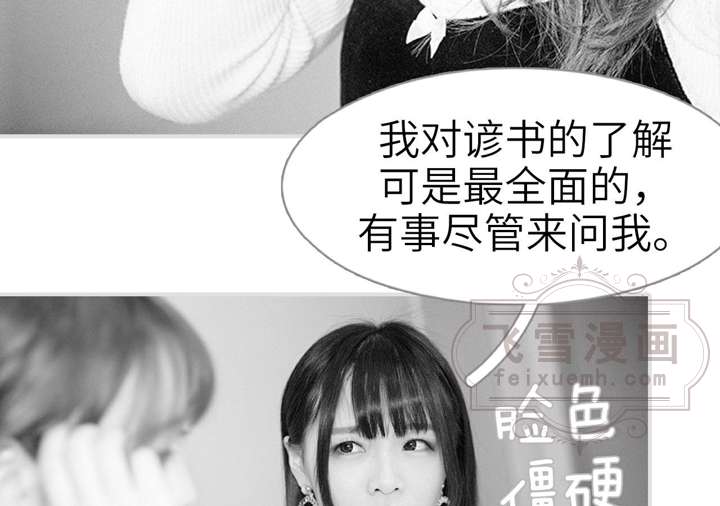 我对谚书的了解
可是最全面的，
有事尽管来问我。
飞雪漫画
feixuemh.com
脸色
僵硬